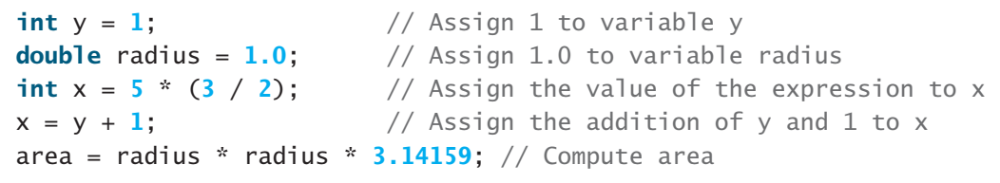 int y = 1; // Assign 1 to variable y
double radius = 1.0; // Assign 1.0 to variable radius
int x = 5 * (3 / 2); // Assign the value of the expression to x
x = y + 1; // Assign the addition of y and 1 to x
area = radius * radius * 3.14159; // Compute area